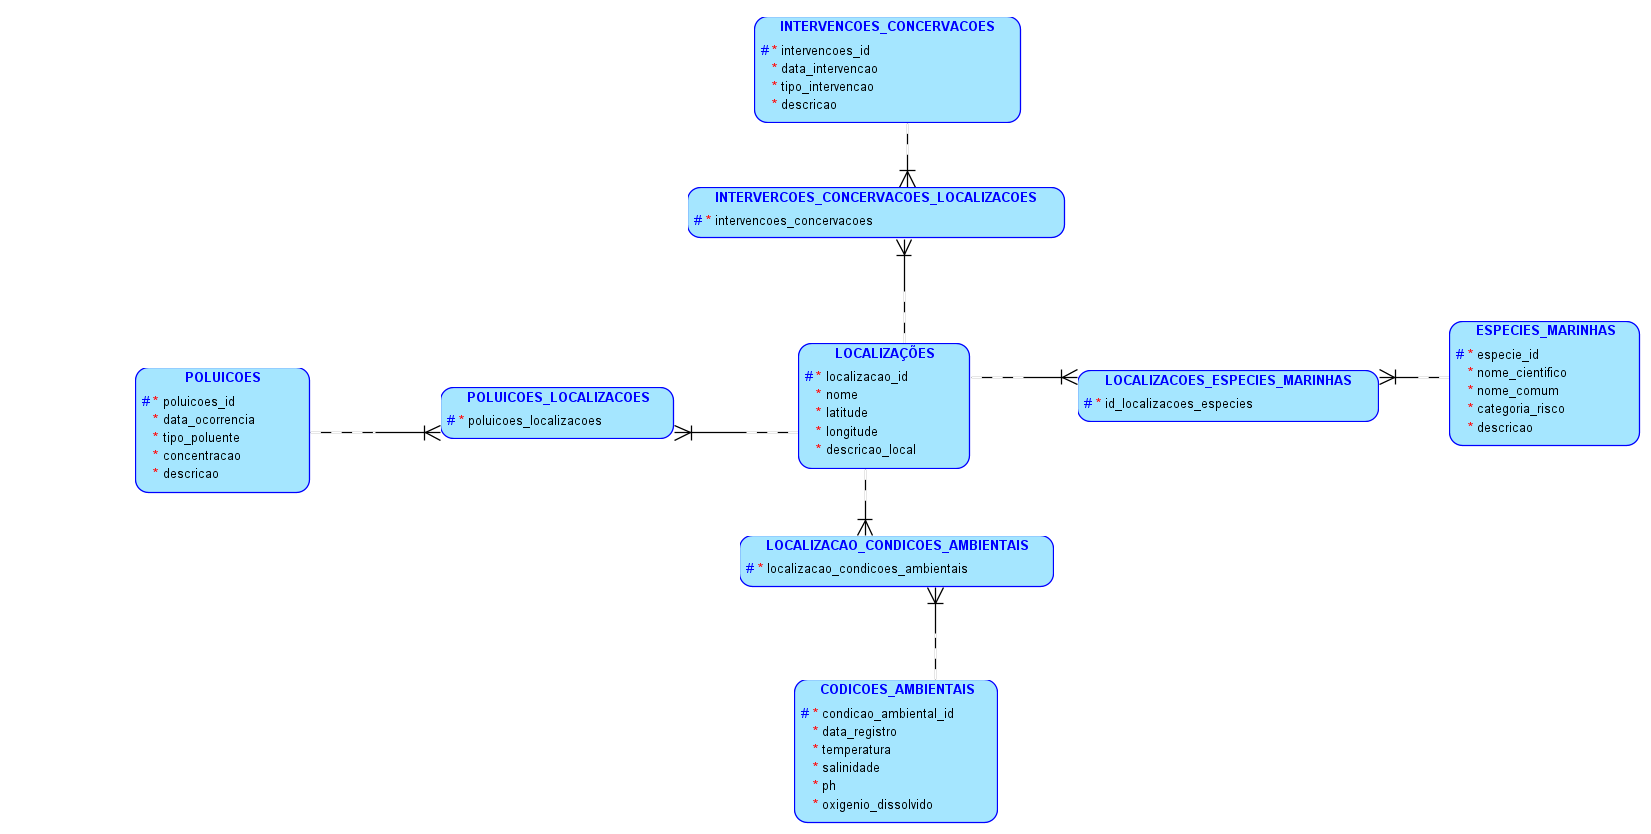 INTERVENCOES_CONCERVACOES
# * intervencoes_id
* data_intervencao
* tipo_intervencao
* descricao
INTERVERCOES_CONCERVACOES_LOCALIZACOES
# * intervencoes_concervacoes
POLUICOES
# * poluicoes_id
* data_ocorrencia
* tipo_poluente
* concentracao
* descricao
POLUICOES_LOCALIZACOES
# * poluicoes_localizacoes
LOCALIZAÇÕES
# * localizacao_id
* nome
* latitude
* longitude
* descricao_local
LOCALIZACOES_ESPECIES_MARINHAS
# * id_localizacoes_especies
ESPECIES_MARINHAS
# * especie_id
* nome_cientifico
* nome_comum
* categoria_risco
* descricao
LOCALIZACAO_CONDICOES_AMBIENTAIS
# * localizacao_condicoes_ambientais
CODICOES_AMBIENTAIS
# * condicao_ambiental_id
* data_registro
* temperatura
* salinidade
* ph
* oxigenio_dissolvido